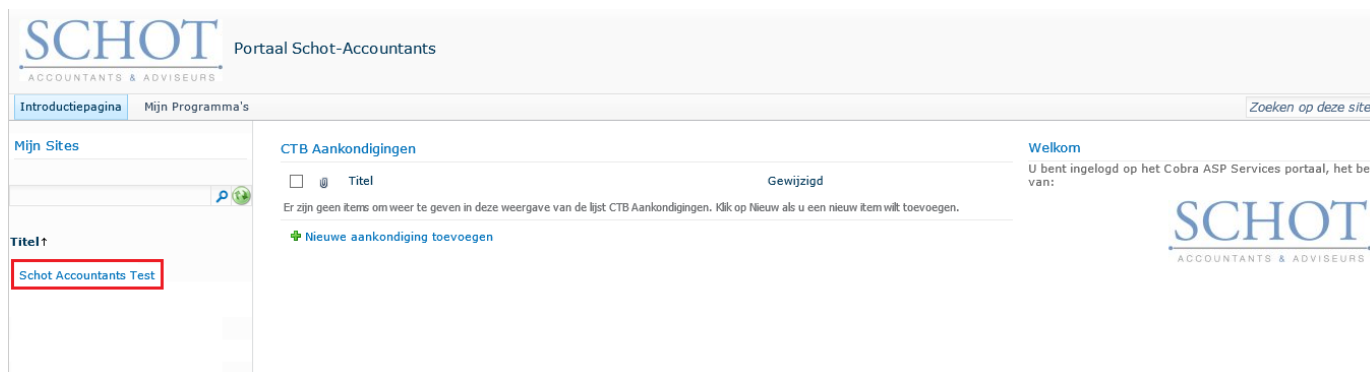 SCHOT
ACCOUNTANTS & ADVISEURS
Portaal Schot-Accountants
Introductiepagina
Mijn Programma's
Zoeken op deze site
Mijn Sites
Titel↑
Schot Accountants Test
CTB Aankondigingen
Titel
Gewijzigd
Er zijn geen items om weer te geven in deze weergave van de lijst CTB Aankondigingen. Klik op Nieuw als u een nieuw item wilt toevoegen.
Nieuwe aankondiging toevoegen
Welkom
U bent ingelogd op het Cobra ASP Services portaal, het be
van:
SCHOT
ACCOUNTANTS & ADVISEURS